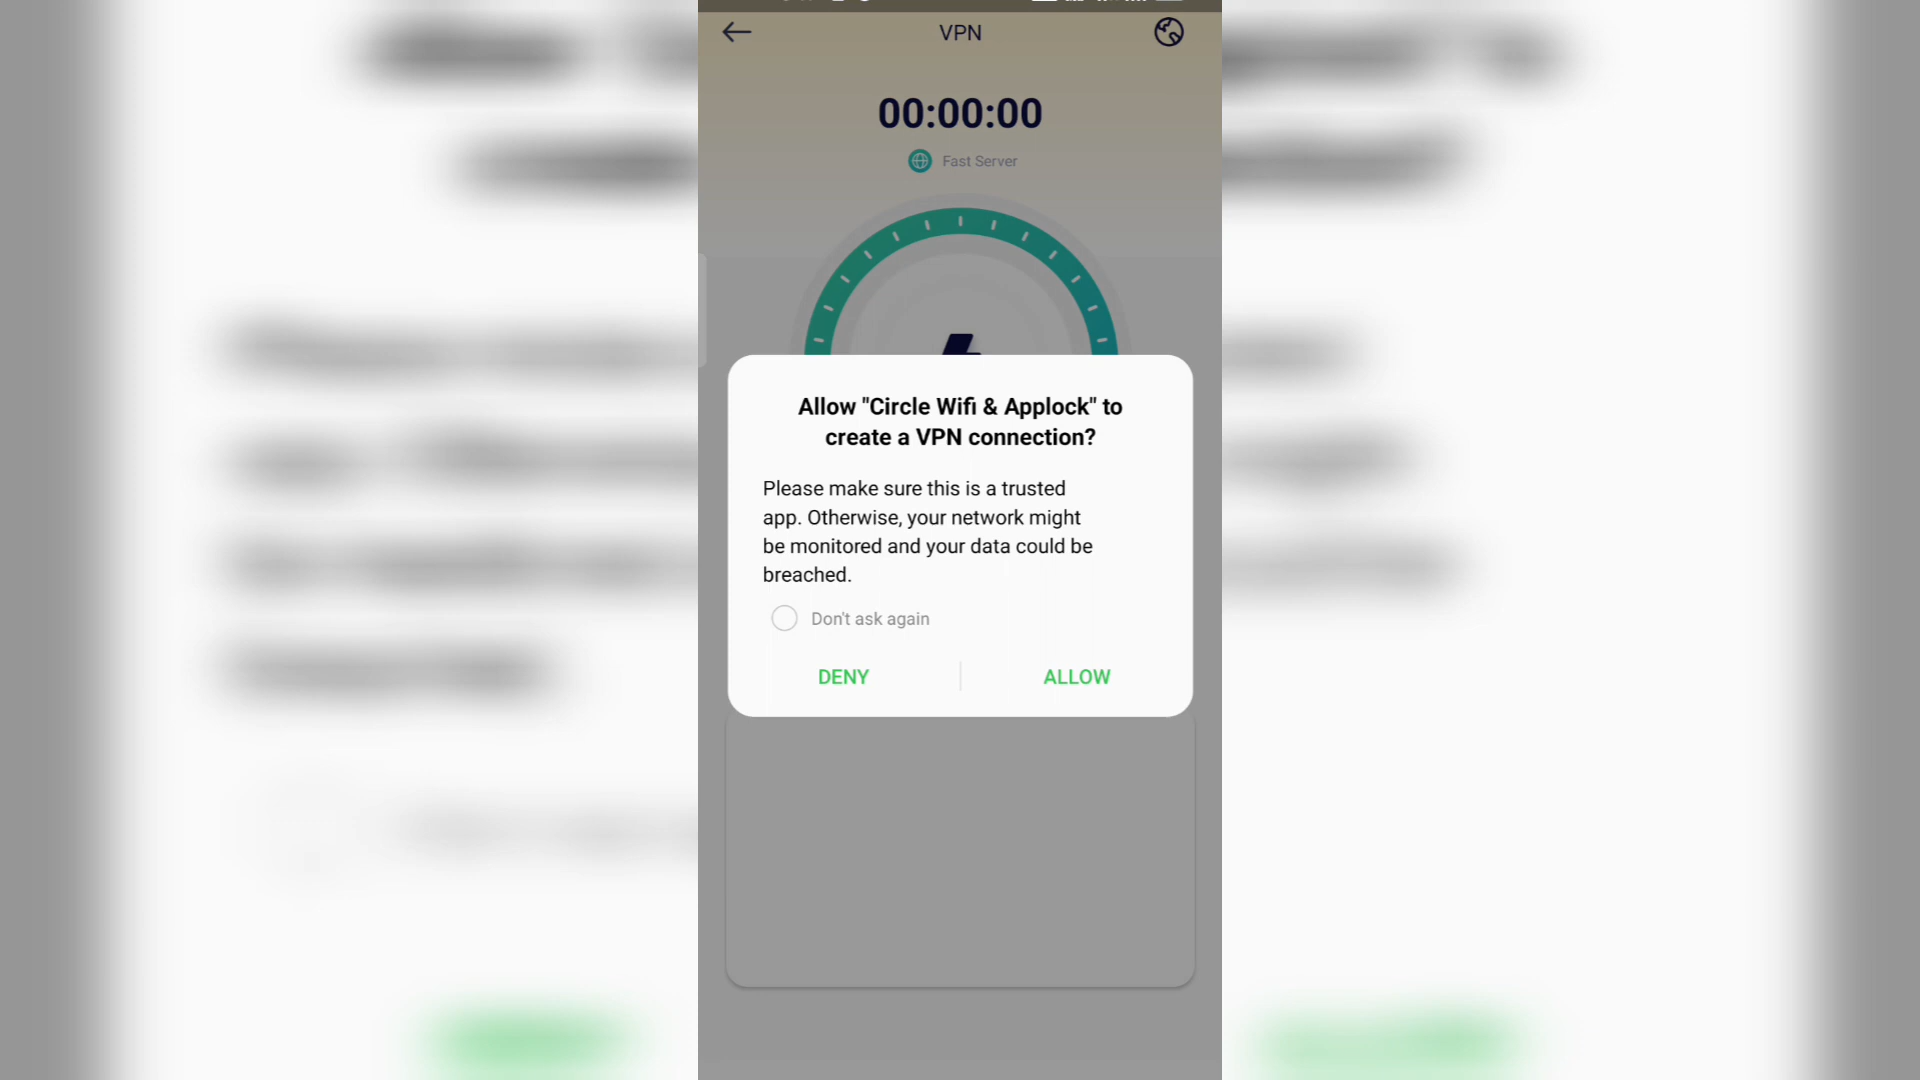 VPN
00:00:00
Fast Server
Allow "Circle Wifi & Applock" to
create a VPN connection?
Please make sure this is a trusted
app. Otherwise, your network might
be monitored and your data could be
breached.
Don't ask again
DENY
ALLOW